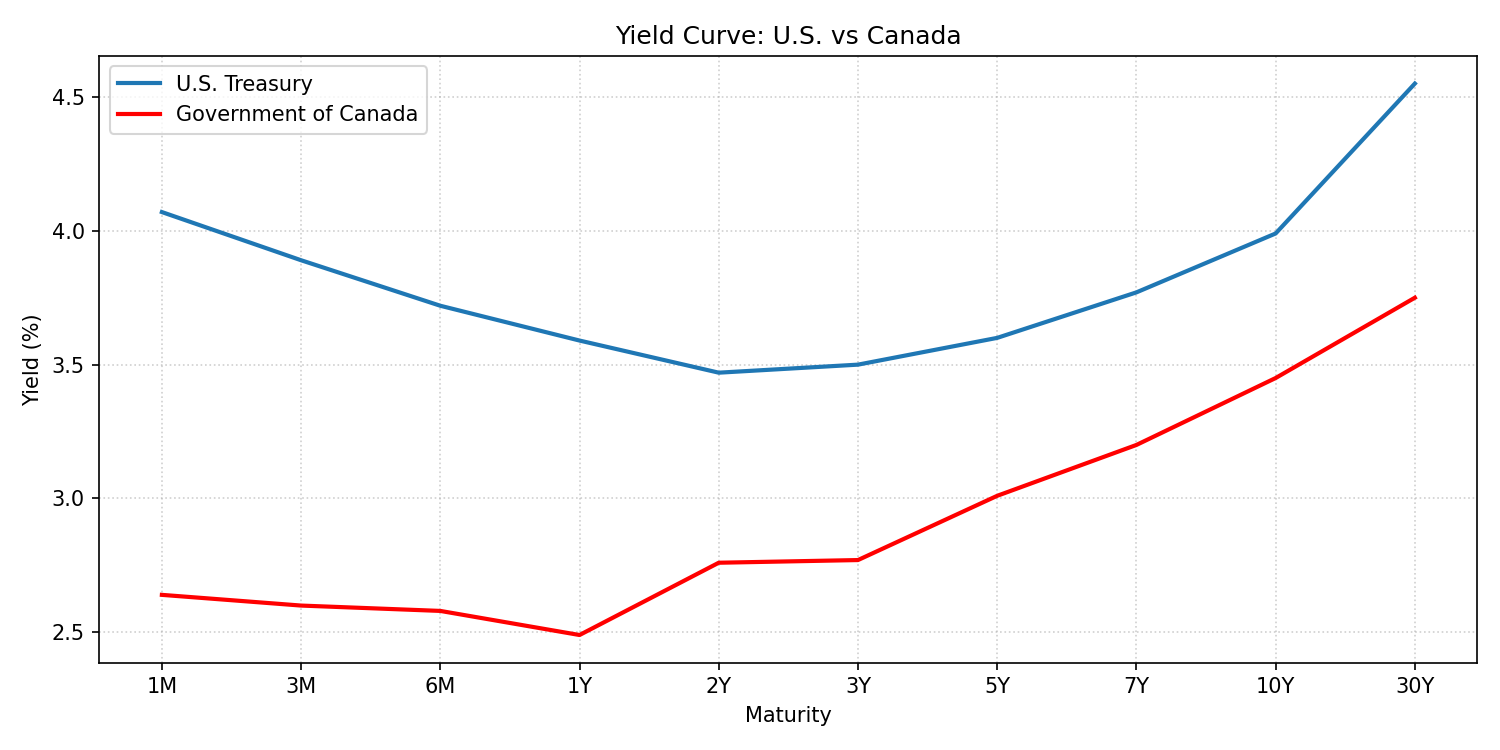 Yield Curve: U.S. vs Canada
U.S. Treasury
Government of Canada
4.5
4.0
3.5
3.0
2.5
Yield (%)
1M 3M 6M 1Y 2Y 3Y 5Y 7Y 10Y 30Y
Maturity